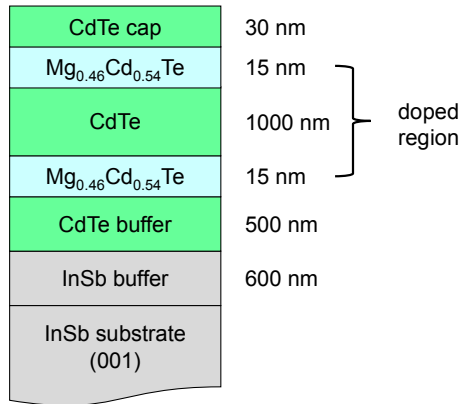 CdTe cap 30 nm
Mg0.46Cd0.54Te 15 nm
CdTe 1000 nm
doped
region
Mg0.46Cd0.54Te 15 nm
CdTe buffer 500 nm
InSb buffer 600 nm
InSb substrate
(001)